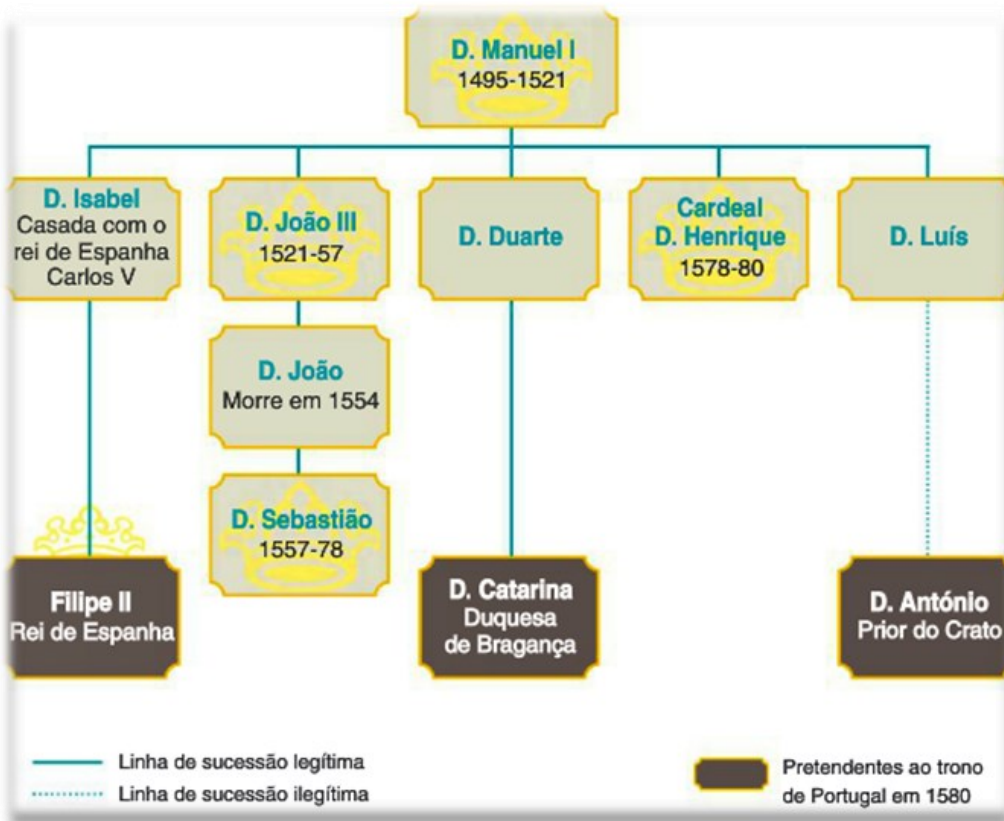 D. Manuel I
1495-1521
D. Isabel
Casada com o
rei de Espanha
Carlos V
D. João III
1521-57
D. Duarte
Cardeal
D. Henrique
1578-80
D. Luís
D. João
Morre em 1554
D. Sebastião
1557-78
Filipe II
Rei de Espanha
D. Catarina
Duquesa
de Bragança
D. António
Prior do Crato
Linha de sucessão legítima
Linha de sucessão ilegítima
Pretendentes ao trono
de Portugal em 1580